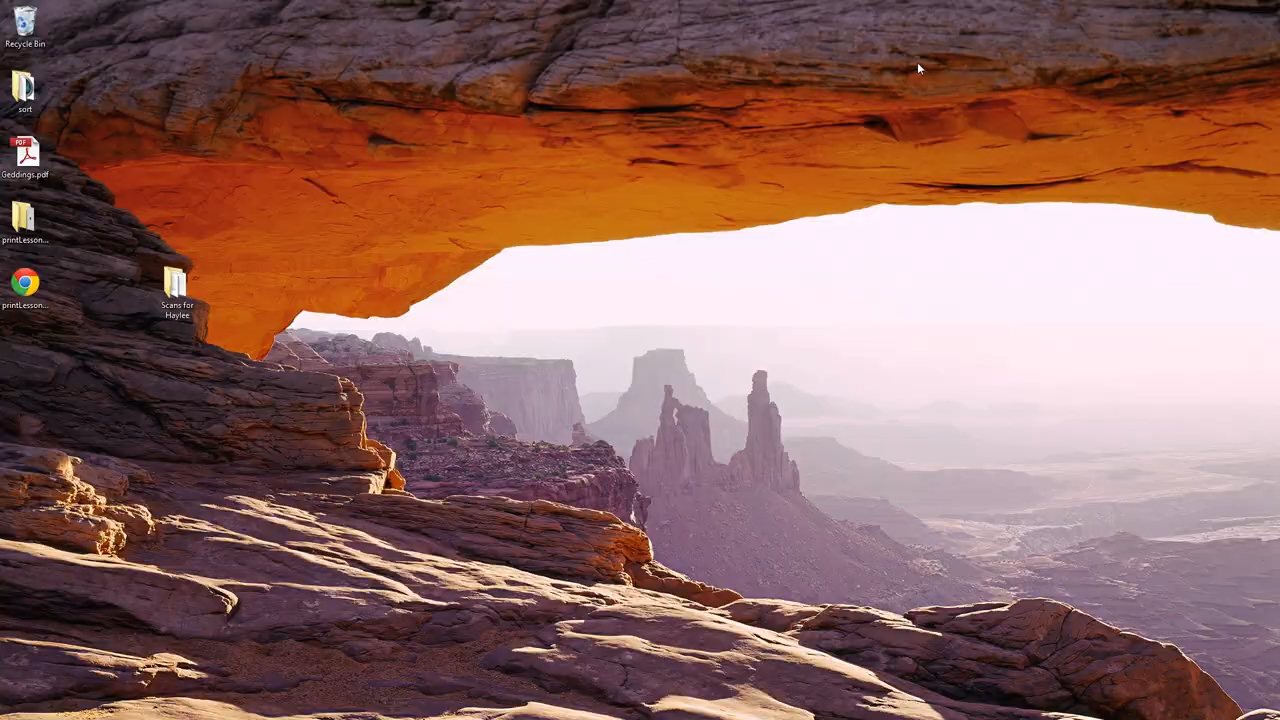 Recycle Bin
sort
PDF
Geddings.pdf
printLesson...
printLesson...
Scans for
Haylee